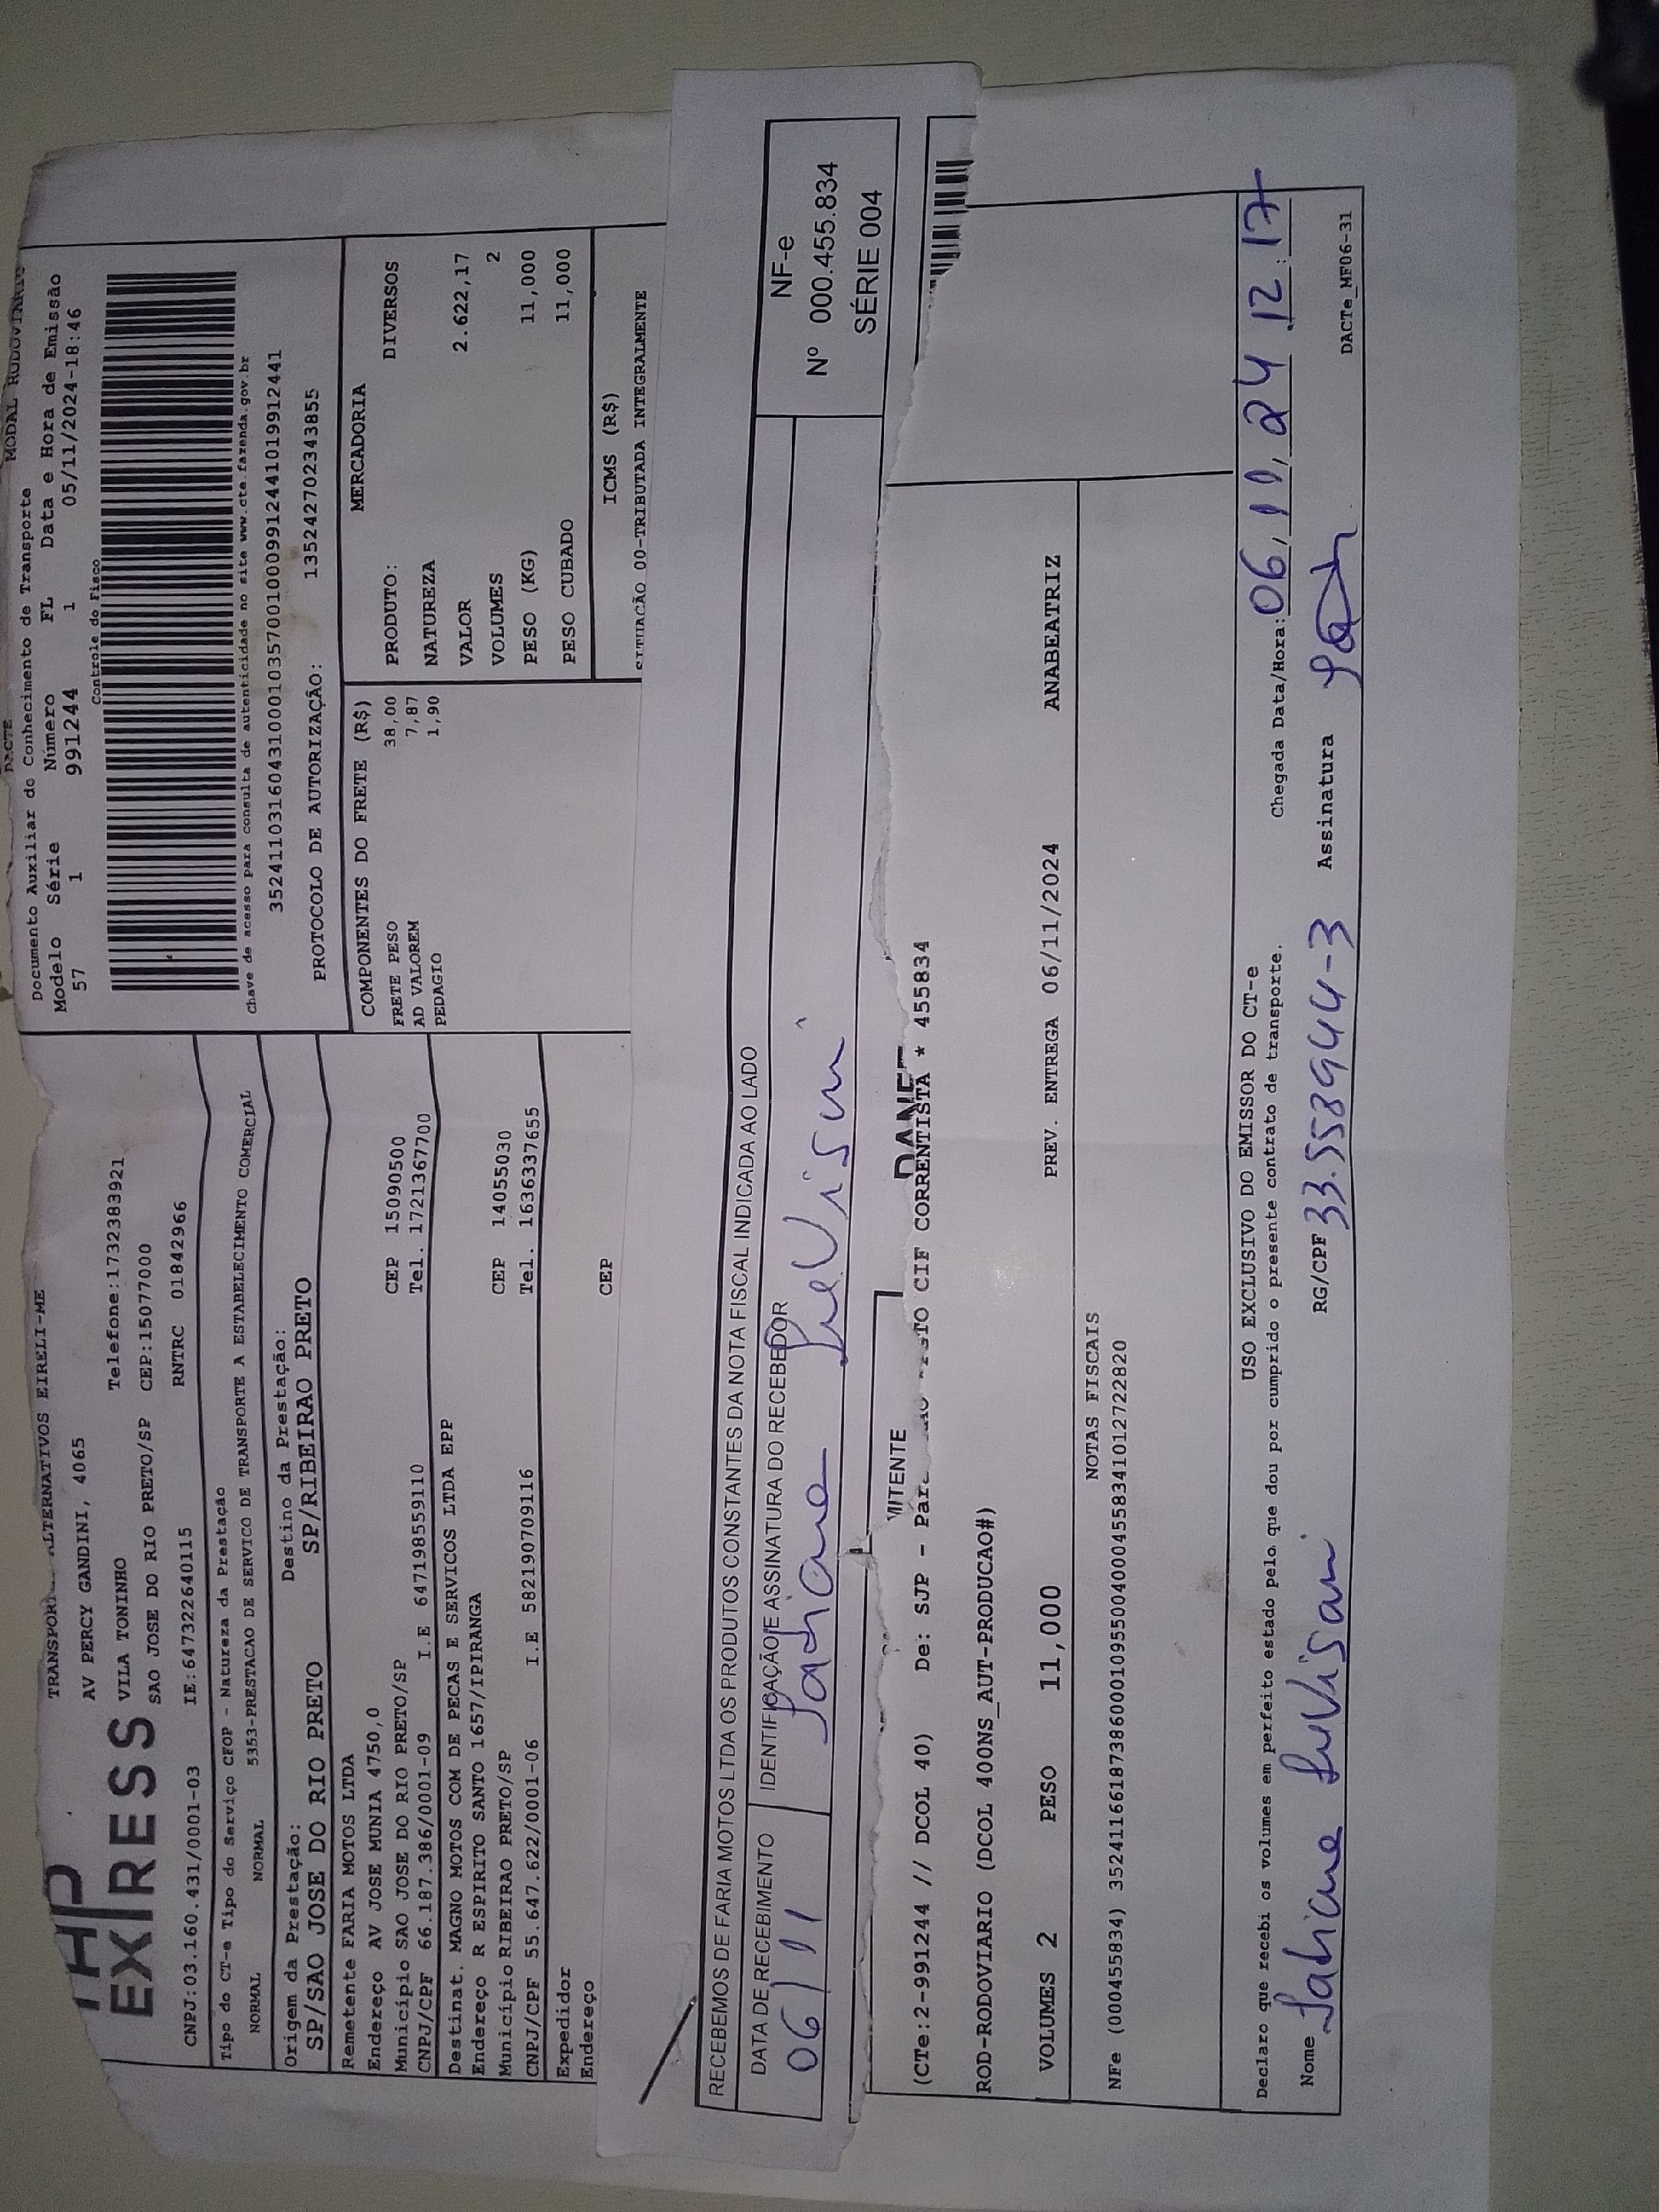 DACTE
MODAL RODOVIARIO
Documento Auxiliar do Conhecimento de Transporte
Modelo Série Número FL Data e Hora de Emissão
57 1 991244 1 05/11/2024-18:46
Controle do Fisco
Chave de acesso para consulta de autenticidade no site www.cte.fazenda.gov.br
35241103160431000103570010009912441019912441
PROTOCOLO DE AUTORIZAÇÃO: 135242702343855
EXPRESS
ALTERNATIVOS EIRELI-ME
AV PERCY GANDINI, 4065
VILA TONINHO Telefone:1732383921
SAO JOSE DO RIO PRETO/SP CEP:15077000
CNPJ:03.160.431/0001-03 IE:647322640115 RNTRC 01842966
Tipo do CT-e Tipo do Serviço CFOP - Natureza da Prestação
NORMAL NORMAL 5353-PRESTACAO DE SERVICO DE TRANSPORTE A ESTABELECIMENTO COMERCIAL
Origem da Prestação: Destino da Prestação:
SP/SAO JOSE DO RIO PRETO SP/RIBEIRAO PRETO
Remetente FARIA MOTOS LTDA
Endereço AV JOSE MUNIA 4750,0 CEP 15090500
Município SAO JOSE DO RIO PRETO/SP Tel. 1721367700
CNPJ/CPF 66.187.386/0001-09 I.E 647198559110
Destinat. MAGNO MOTOS COM DE PECAS E SERVICOS LTDA EPP
Endereço R ESPIRITO SANTO 1657/IPIRANGA CEP 14055030
Município RIBEIRAO PRETO/SP Tel. 1636337655
CNPJ/CPF 55.647.622/0001-06 I.E 582190709116
Expedidor
Endereço CEP
COMPONENTES DO FRETE (R$)
FRETE PESO 38,00
AD VALOREM 7,87
PEDAGIO 1,90
MERCADORIA
PRODUTO: DIVERSOS
NATUREZA
VALOR 2.622,17
VOLUMES 2
PESO (KG) 11,000
PESO CUBADO 11,000
ICMS (R$)
SITUAÇÃO 00-TRIBUTADA INTEGRALMENTE
RECEBEMOS DE FARIA MOTOS LTDA OS PRODUTOS CONSTANTES DA NOTA FISCAL INDICADA AO LADO
DATA DE RECEBIMENTO IDENTIFICAÇÃO E ASSINATURA DO RECEBEDOR
06/11
NF-e
Nº 000.455.834
SÉRIE 004
MITENTE
DANFE
(CTe:2-991244 // DCOL 40) De: SJP - CIF CORRENTISTA * 455834
ROD-RODOVIARIO (DCOL 400NS_AUT-PRODUCAO#)
VOLUMES 2 PESO 11,000 PREV. ENTREGA 06/11/2024 ANABEATRIZ
NOTAS FISCAIS
NFe (000455834) 35241166187386000109550040004558341012722820
USO EXCLUSIVO DO EMISSOR DO CT-e
Declaro que recebi os volumes em perfeito estado pelo que dou por cumprido o presente contrato de transporte. Chegada Data/Hora: 06,11,24 12:17
Nome RG/CPF 33.558944-3 Assinatura
DACTe_MF06-31